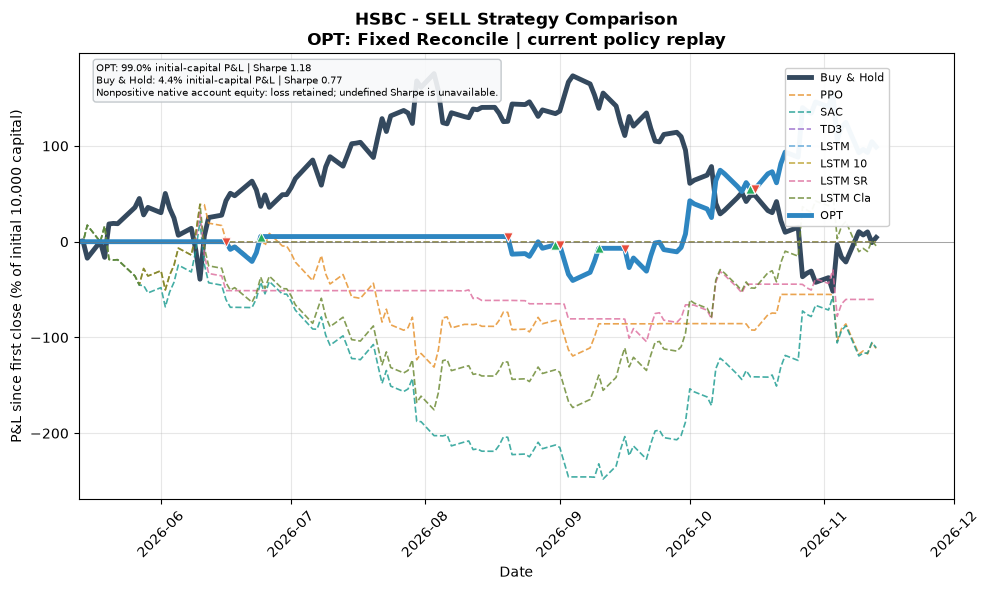 HSBC - SELL Strategy Comparison
OPT: Fixed Reconcile | current policy replay
OPT: 99.0% initial-capital P&L | Sharpe 1.18
Buy & Hold: 4.4% initial-capital P&L | Sharpe 0.77
Nonpositive native account equity: loss retained; undefined Sharpe is unavailable.
Buy & Hold
PPO
SAC
TD3
LSTM
LSTM 10
LSTM SR
LSTM Cla
OPT
P&L since first close (% of initial 10,000 capital)
100
0
−100
−200
2026-06
2026-07
2026-08
2026-09
2026-10
2026-11
2026-12
Date